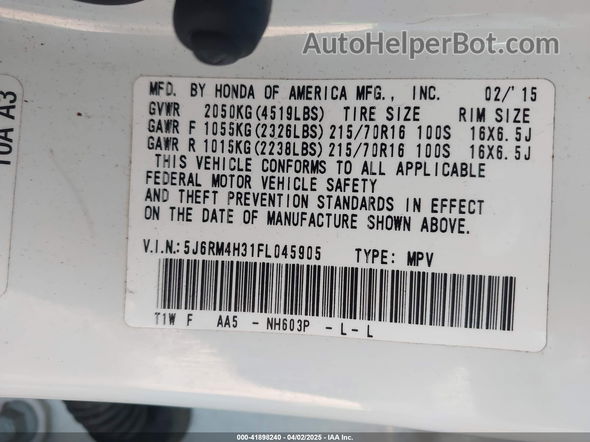 AutoHelperBot.com
10A A3
MFD. BY HONDA OF AMERICA MFG., INC. 02/'15
GVWR 2050KG(4519LBS) TIRE SIZE RIM SIZE
GAWR F 1055KG(2326LBS) 215/70R16 100S 16X6.5J
GAWR R 1015KG(2238LBS) 215/70R16 100S 16X6.5J
THIS VEHICLE CONFORMS TO ALL APPLICABLE
FEDERAL MOTOR VEHICLE SAFETY
AND THEFT PREVENTION STANDARDS IN EFFECT
ON THE DATE OF MANUFACTURE SHOWN ABOVE.
V.I.N:5J6RM4H31FL045905 TYPE: MPV
T1W F AA5 - NH603P - L - L
000-41898240 - 04/02/2025 - IAA Inc.